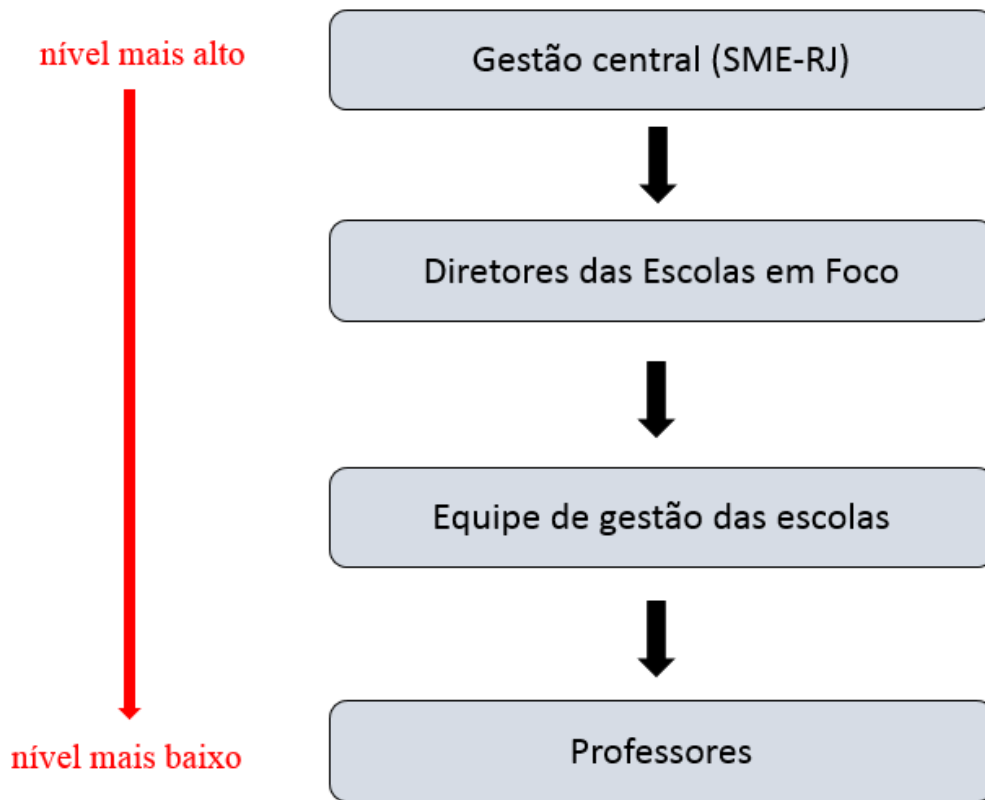 nível mais alto
Gestão central (SME-RJ)
Diretores das Escolas em Foco
Equipe de gestão das escolas
Professores
nível mais baixo